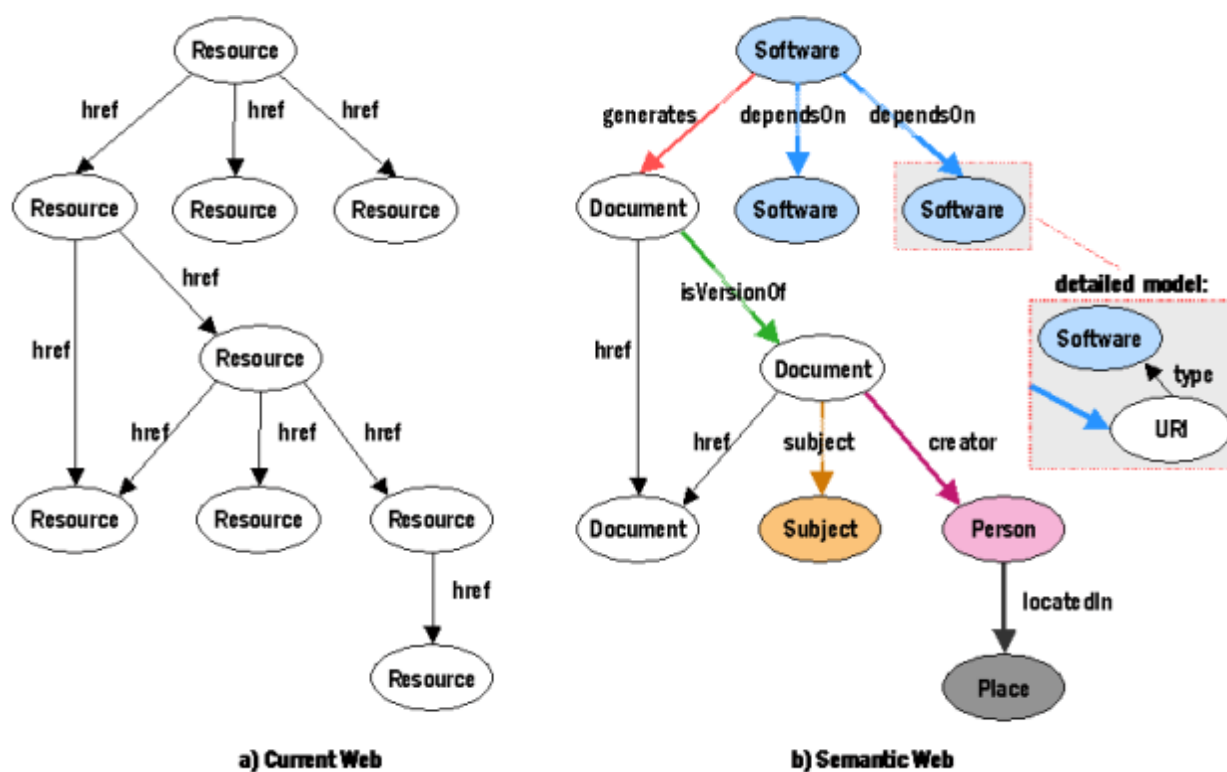 Resource
href
href
href
Resource
Resource
Resource
href
href
Resource
href
href
href
Resource
Resource
Resource
href
Resource
a) Current Web
Software
generates
dependsOn
dependsOn
Document
Software
Software
isVersionOf
detailed model:
Software
type
URI
href
Document
href
subject
creator
Document
Subject
Person
locatedIn
Place
b) Semantic Web